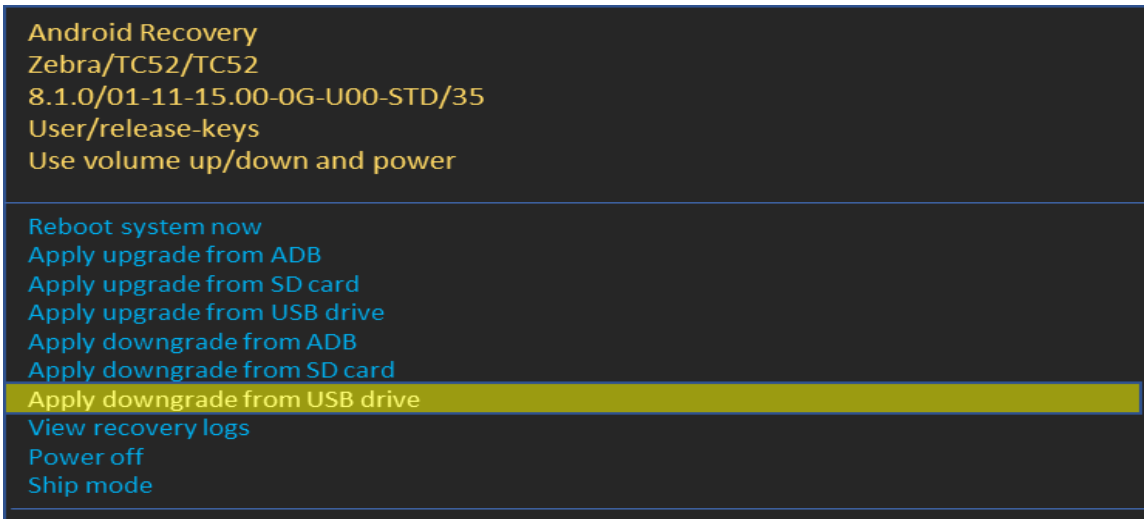 Android Recovery
Zebra/TC52/TC52
8.1.0/01-11-15.00-0G-U00-STD/35
User/release-keys
Use volume up/down and power
Reboot system now
Apply upgrade from ADB
Apply upgrade from SD card
Apply upgrade from USB drive
Apply downgrade from ADB
Apply downgrade from SD card
Apply downgrade from USB drive
View recovery logs
Power off
Ship mode